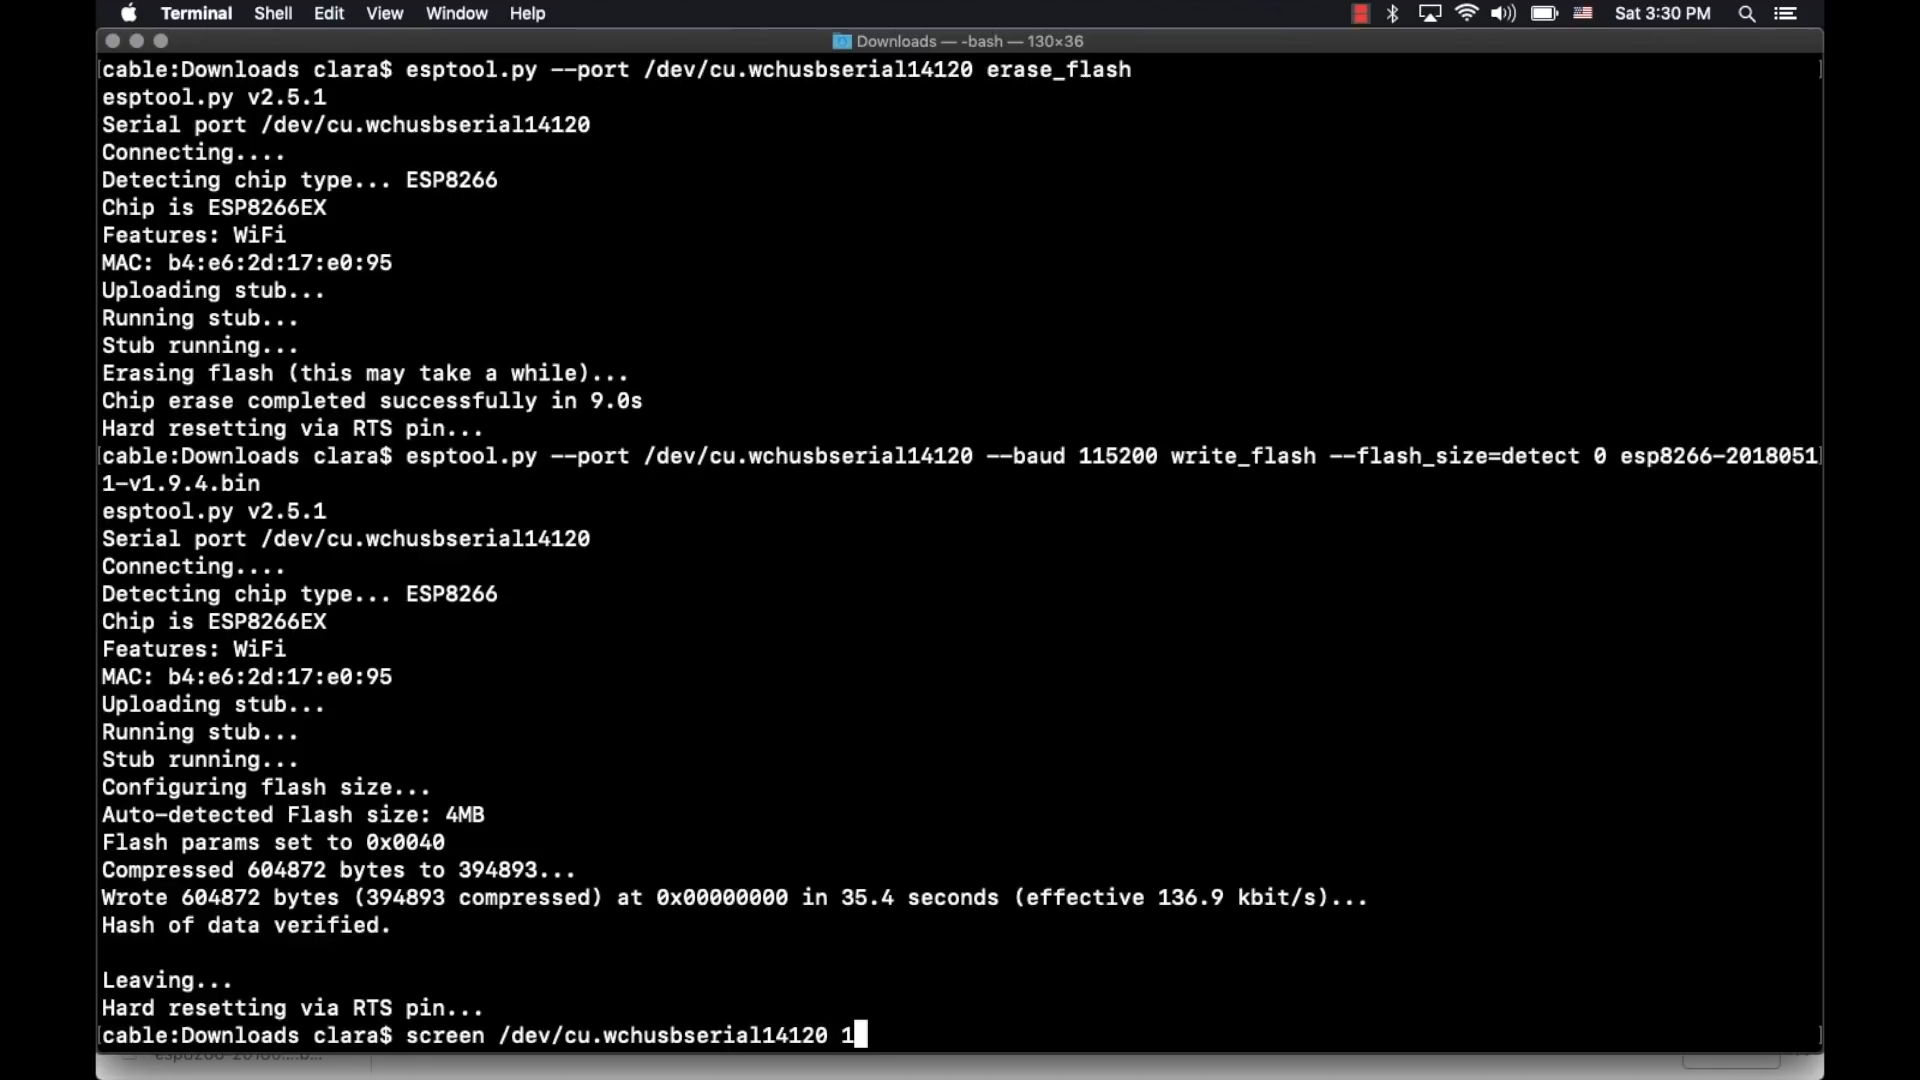 Terminal Shell Edit View Window Help Sat 3:30 PM
Downloads — -bash — 130×36
[cable:Downloads clara$ esptool.py --port /dev/cu.wchusbserial14120 erase_flash ]
esptool.py v2.5.1
Serial port /dev/cu.wchusbserial14120
Connecting....
Detecting chip type... ESP8266
Chip is ESP8266EX
Features: WiFi
MAC: b4:e6:2d:17:e0:95
Uploading stub...
Running stub...
Stub running...
Erasing flash (this may take a while)...
Chip erase completed successfully in 9.0s
Hard resetting via RTS pin...
[cable:Downloads clara$ esptool.py --port /dev/cu.wchusbserial14120 --baud 115200 write_flash --flash_size=detect 0 esp8266-2018051]
1-v1.9.4.bin
esptool.py v2.5.1
Serial port /dev/cu.wchusbserial14120
Connecting....
Detecting chip type... ESP8266
Chip is ESP8266EX
Features: WiFi
MAC: b4:e6:2d:17:e0:95
Uploading stub...
Running stub...
Stub running...
Configuring flash size...
Auto-detected Flash size: 4MB
Flash params set to 0x0040
Compressed 604872 bytes to 394893...
Wrote 604872 bytes (394893 compressed) at 0x00000000 in 35.4 seconds (effective 136.9 kbit/s)...
Hash of data verified.
Leaving...
Hard resetting via RTS pin...
[cable:Downloads clara$ screen /dev/cu.wchusbserial14120 1 ]